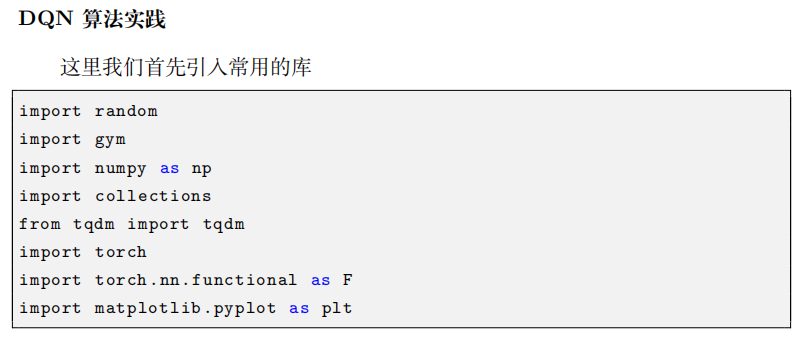 DQN 算法实践
这里我们首先引入常用的库
import random
import gym
import numpy as np
import collections
from tqdm import tqdm
import torch
import torch.nn.functional as F
import matplotlib.pyplot as plt